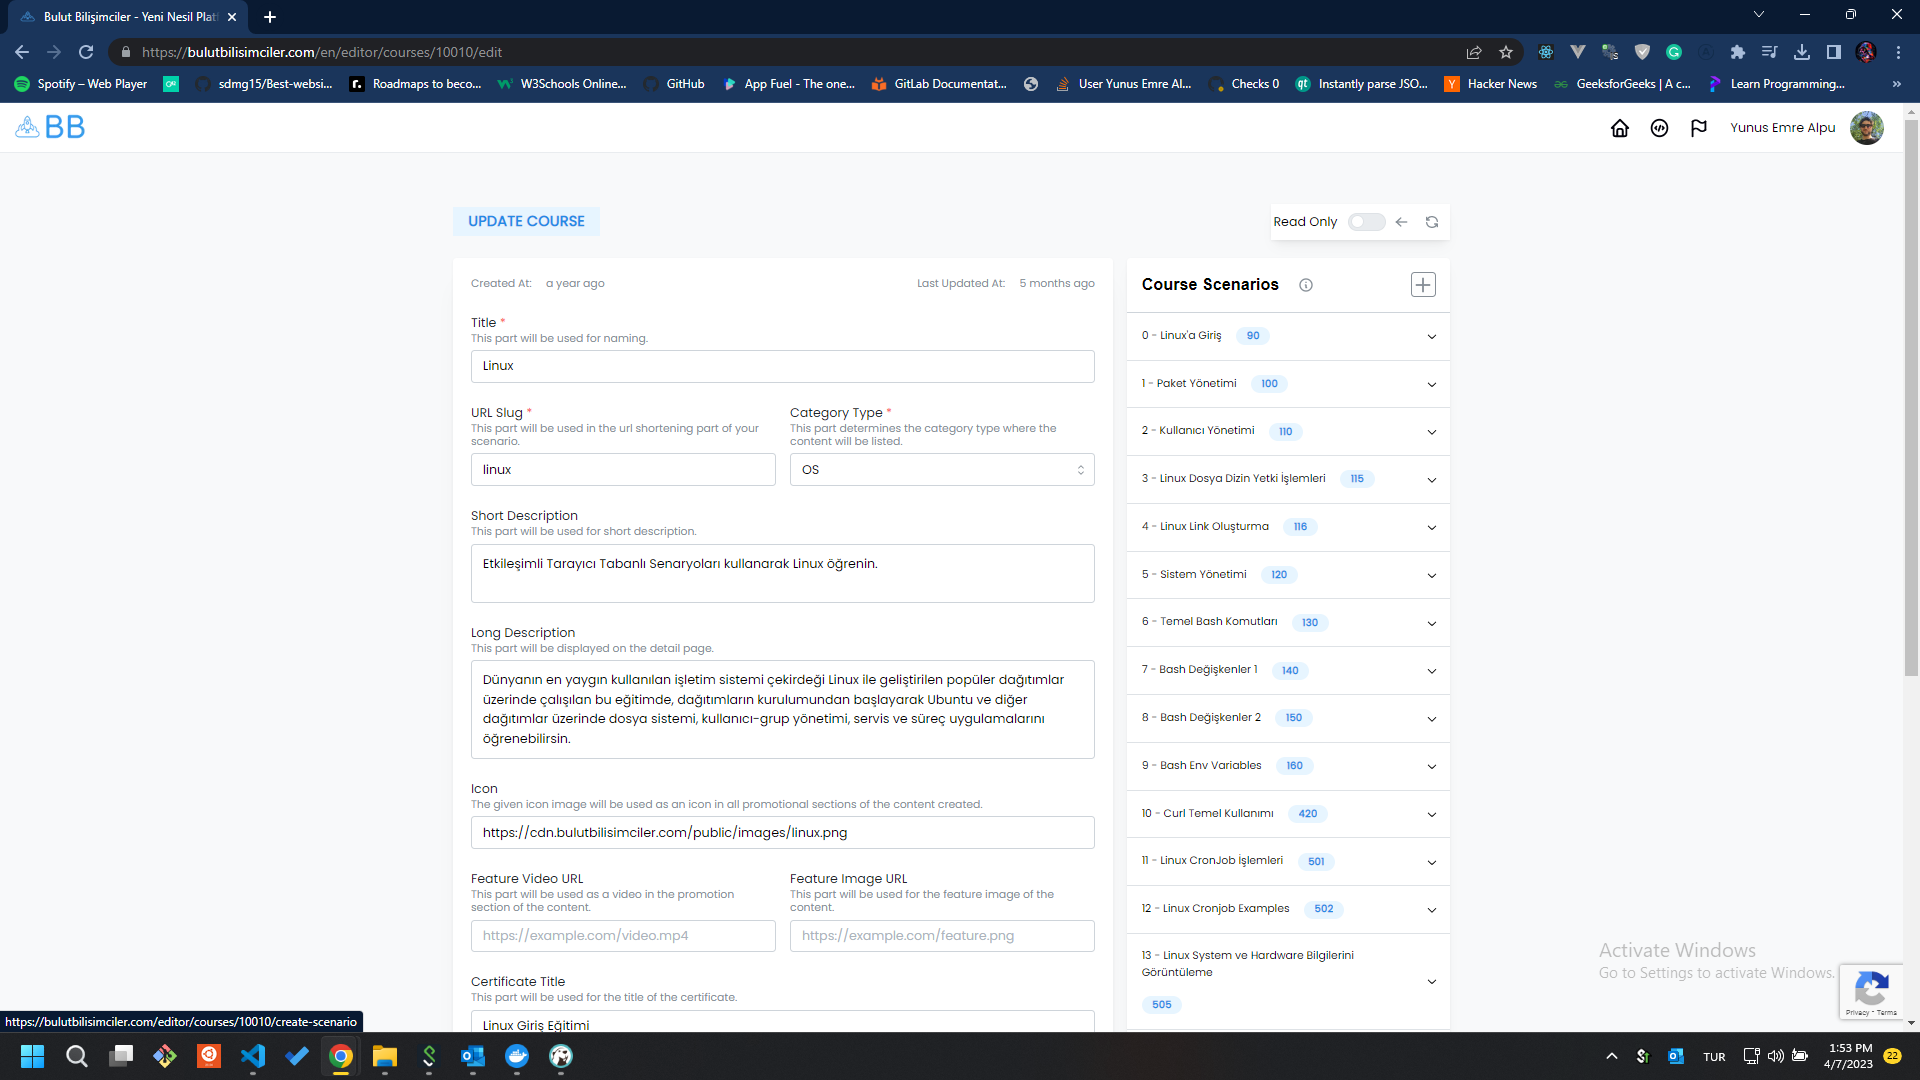 Bulut Bilişimciler - Yeni Nesil Plat
https://bulutbilisimciler.com/en/editor/courses/10010/edit
Spotify – Web Player
sdmg15/Best-websi...
Roadmaps to beco...
W3Schools Online...
GitHub
App Fuel - The one...
GitLab Documentat...
User Yunus Emre Al...
Checks 0
Instantly parse JSO...
Hacker News
GeeksforGeeks | A c...
Learn Programming...
»
BB
Yunus Emre Alpu
UPDATE COURSE
Read Only
Created At: a year ago
Last Updated At: 5 months ago
Title *
This part will be used for naming.
Linux
URL Slug *
This part will be used in the url shortening part of your
scenario.
linux
Category Type *
This part determines the category type where the
content will be listed.
OS
Short Description
This part will be used for short description.
Etkileşimli Tarayıcı Tabanlı Senaryoları kullanarak Linux öğrenin.
Long Description
This part will be displayed on the detail page.
Dünyanın en yaygın kullanılan işletim sistemi çekirdeği Linux ile geliştirilen popüler dağıtımlar
üzerinde çalışılan bu eğitimde, dağıtımların kurulumundan başlayarak Ubuntu ve diğer
dağıtımlar üzerinde dosya sistemi, kullanıcı-grup yönetimi, servis ve süreç uygulamalarını
öğrenebilirsin.
Icon
The given icon image will be used as an icon in all promotional sections of the content created.
https://cdn.bulutbilisimciler.com/public/images/linux.png
Feature Video URL
This part will be used as a video in the promotion
section of the content.
https://example.com/video.mp4
Feature Image URL
This part will be used for the feature image of the
content.
https://example.com/feature.png
Certificate Title
This part will be used for the title of the certificate.
Linux Giriş Eğitimi
Course Scenarios
0 - Linux'a Giriş 90
1 - Paket Yönetimi 100
2 - Kullanıcı Yönetimi 110
3 - Linux Dosya Dizin Yetki İşlemleri 115
4 - Linux Link Oluşturma 116
5 - Sistem Yönetimi 120
6 - Temel Bash Komutları 130
7 - Bash Değişkenler 1 140
8 - Bash Değişkenler 2 150
9 - Bash Env Variables 160
10 - Curl Temel Kullanımı 420
11 - Linux CronJob İşlemleri 501
12 - Linux Cronjob Examples 502
13 - Linux System ve Hardware Bilgilerini
Görüntüleme
505
Activate Windows
Go to Settings to activate Windows.
Privacy - Terms
https://bulutbilisimciler.com/editor/courses/10010/create-scenario
TUR
1:53 PM
4/7/2023
22